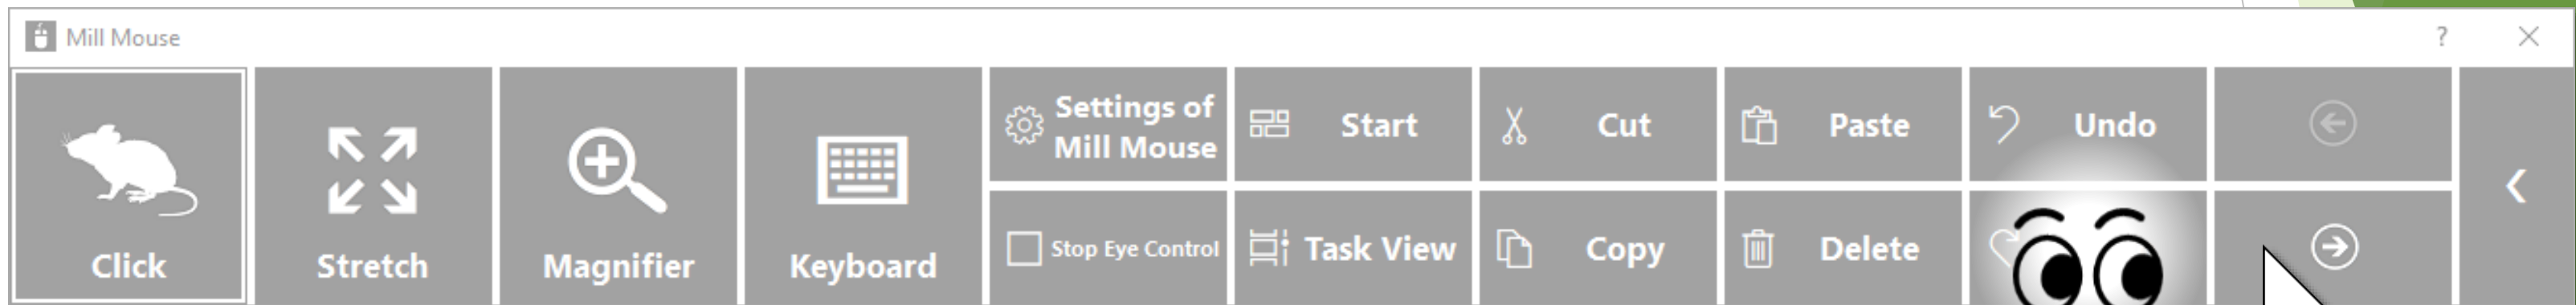 Mill Mouse
?
Click
Stretch
Magnifier
Keyboard
Settings of
Mill Mouse
Start
Cut
Paste
Undo
Stop Eye Control
Task View
Copy
Delete